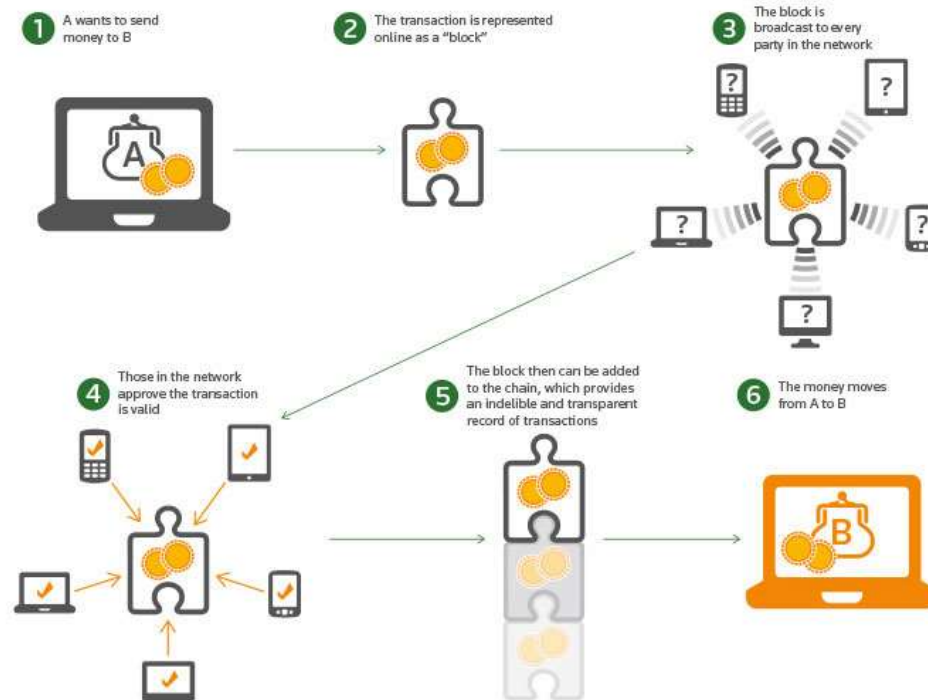 1
A wants to send
money to B
2
The transaction is represented
online as a “block”
3
The block is
broadcast to every
party in the network
?
?
A
?
?
?
4
Those in the network
approve the transaction
is valid
5
The block then can be added
to the chain, which provides
an indelible and transparent
record of transactions
6
The money moves
from A to B
B